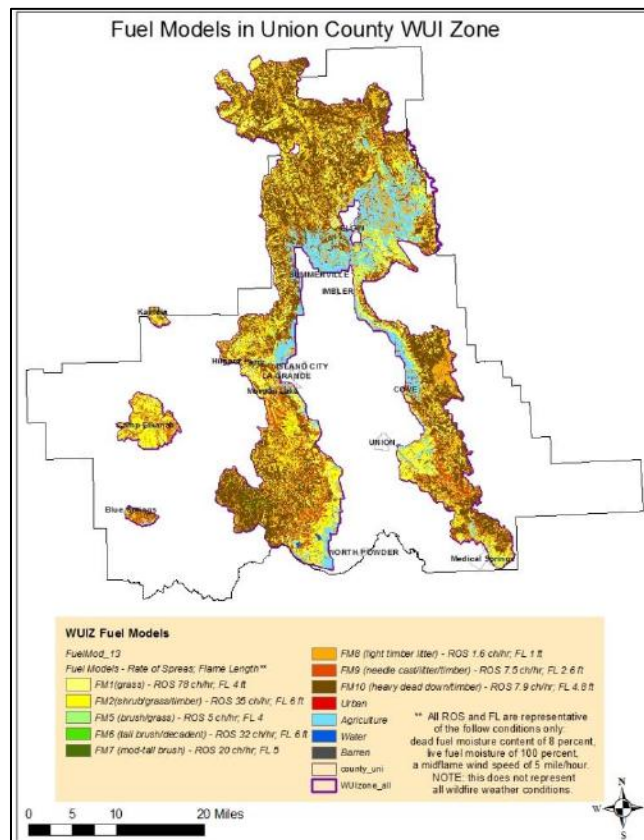 Fuel Models in Union County WUI Zone
ELGIN
SUMMERVILLE
IMBLER
Kamela
ISLAND CITY
LA GRANDE
Morgan Lake
COVE
Camp Elkanah
UNION
Blue Springs
NORTH POWDER
Medical Springs
WUIZ Fuel Models
FuelMod_13
Fuel Models - Rate of Spreas; Flame Length**
FM1(grass) - ROS 78 ch/hr, FL 4 ft
FM2(shrub/grass/timber) - ROS 35 ch/hr, FL 6 ft
FM5 (brush/grass) - ROS 5 ch/hr, FL 4
FM6 (tall brush/decadent) - ROS 32 ch/hr, FL 6 ft
FM7 (mod-tall brush) - ROS 20 ch/hr, FL 5
FM8 (light timber litter) - ROS 1.6 ch/hr, FL 1 ft
FM9 (needle cast/litter/timber) - ROS 7.5 ch/hr, FL 2.6 ft
FM10 (heavy dead down/timber) - ROS 7.9 ch/hr, FL 4.8 ft
Urban
Agriculture
Water
Barren
county_uni
WUIzone_all
** All ROS and FL are representative
of the follow conditions only:
dead fuel moisture content of 8 percent,
live fuel moisture of 100 percent,
a midflame wind speed of 5 mile/hour.
NOTE: this does not represent
all wildfire weather conditions.
0 5 10 20 Miles
N
W E
S